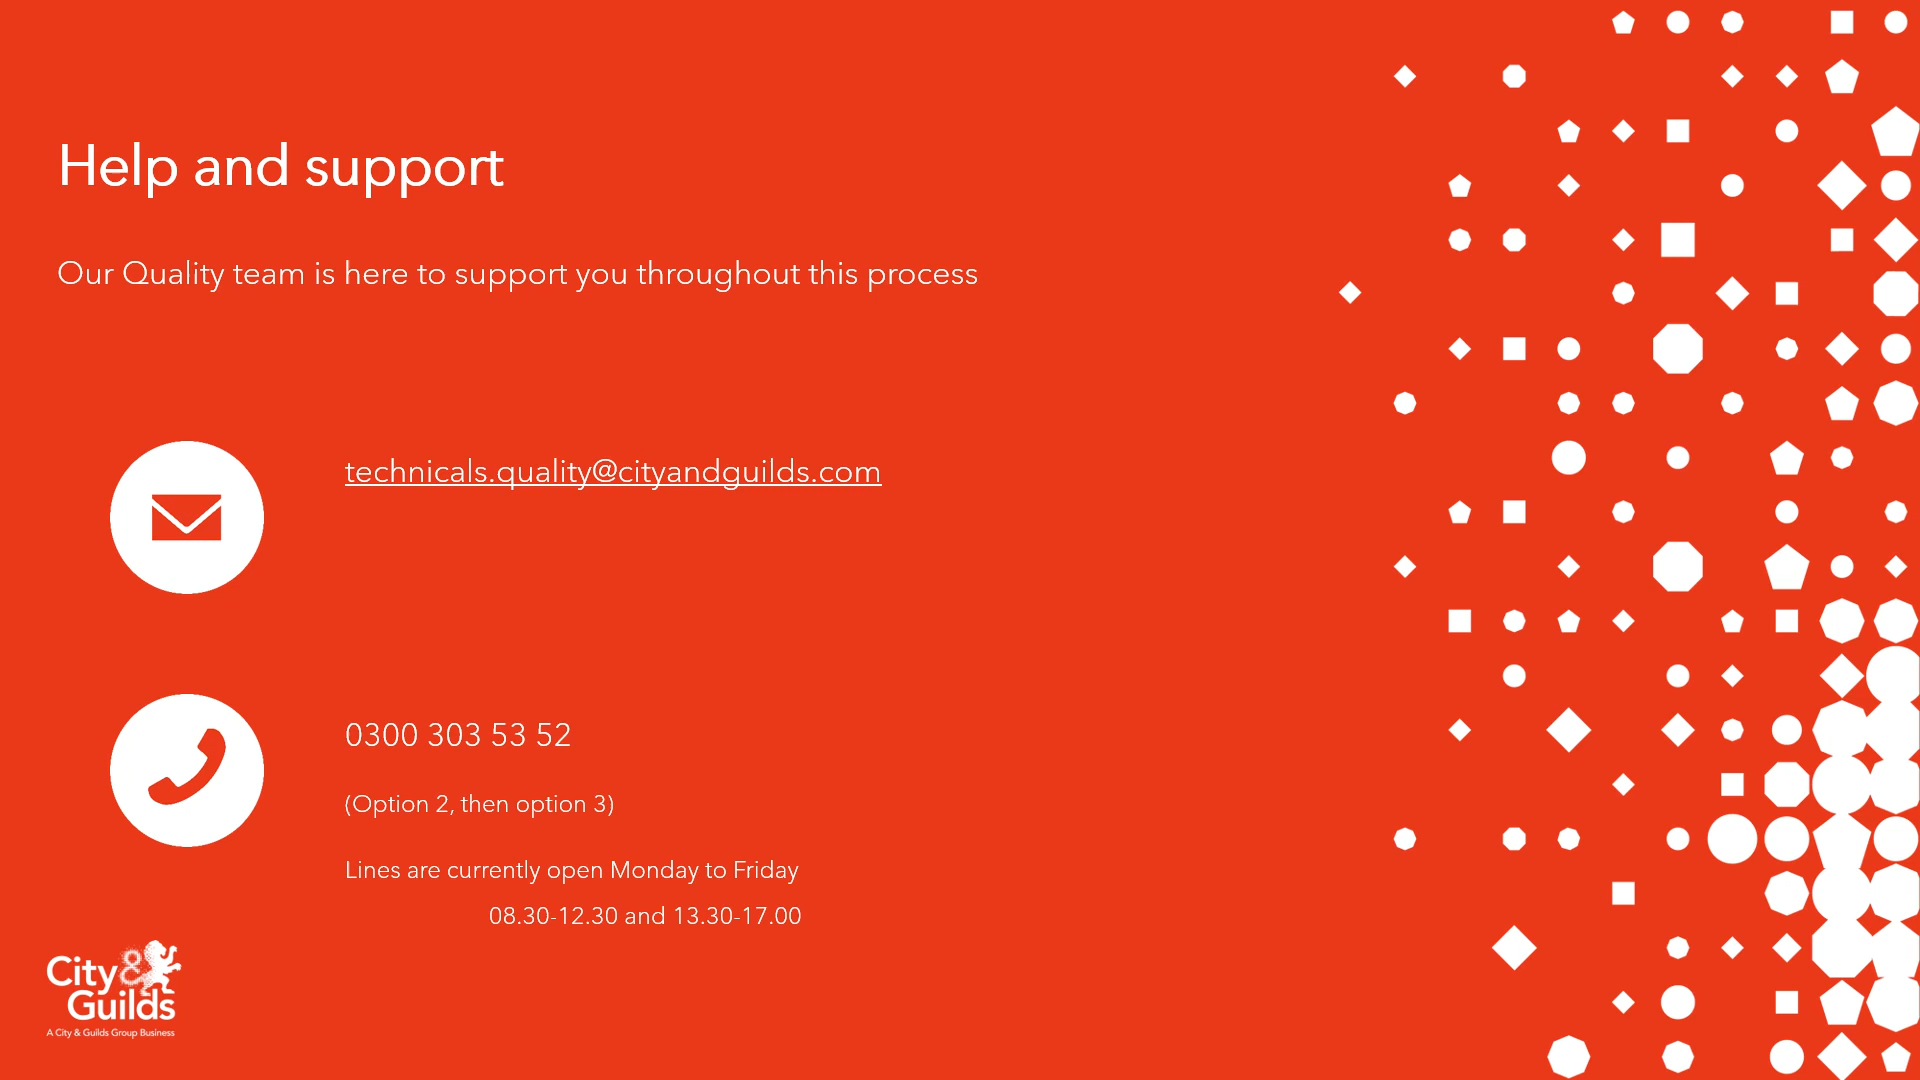 Help and support
Our Quality team is here to support you throughout this process
technicals.quality@cityandguilds.com
0300 303 53 52
(Option 2, then option 3)
Lines are currently open Monday to Friday
08.30-12.30 and 13.30-17.00
City &
Guilds
A City & Guilds Group Business